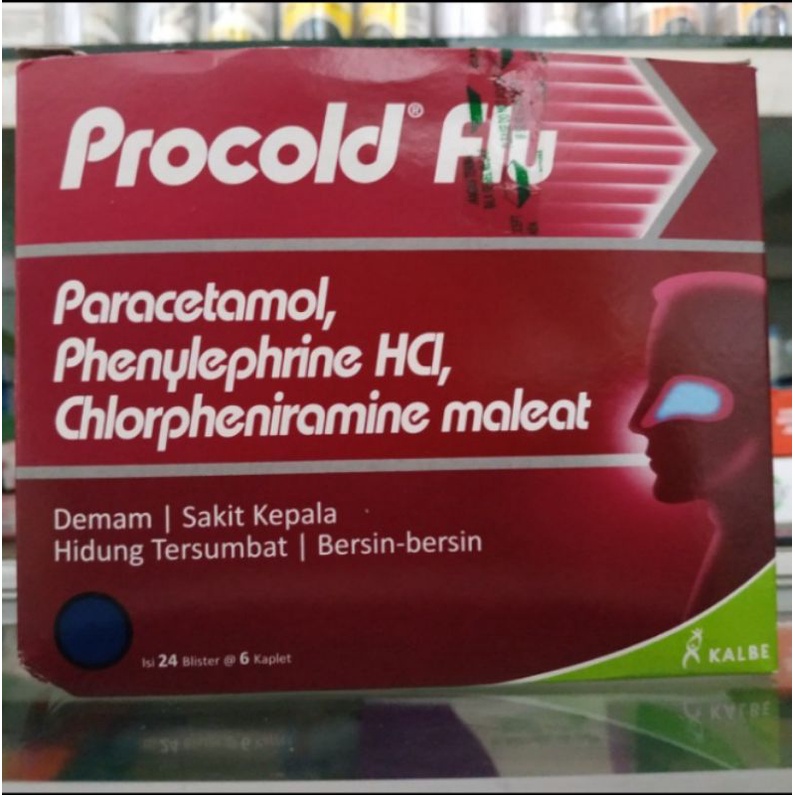 Procold® Flu
Paracetamol,
Phenylephrine HCl,
Chlorpheniramine maleat
Demam | Sakit Kepala
Hidung Tersumbat | Bersin-bersin
Isi 24 Blister @ 6 Kaplet
KALBE